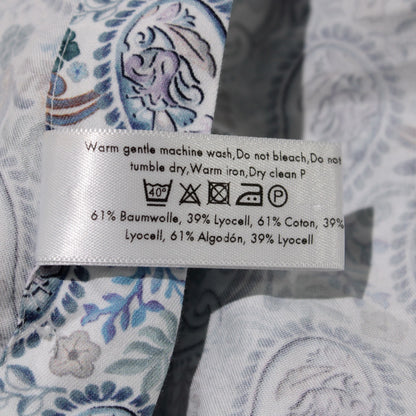 Warm gentle machine wash,Do not bleach,Do not
tumble dry,Warm iron,Dry clean P
40° P
61% Baumwolle, 39% Lyocell, 61% Coton, 39%
Lyocell, 61% Algodón, 39% Lyocell